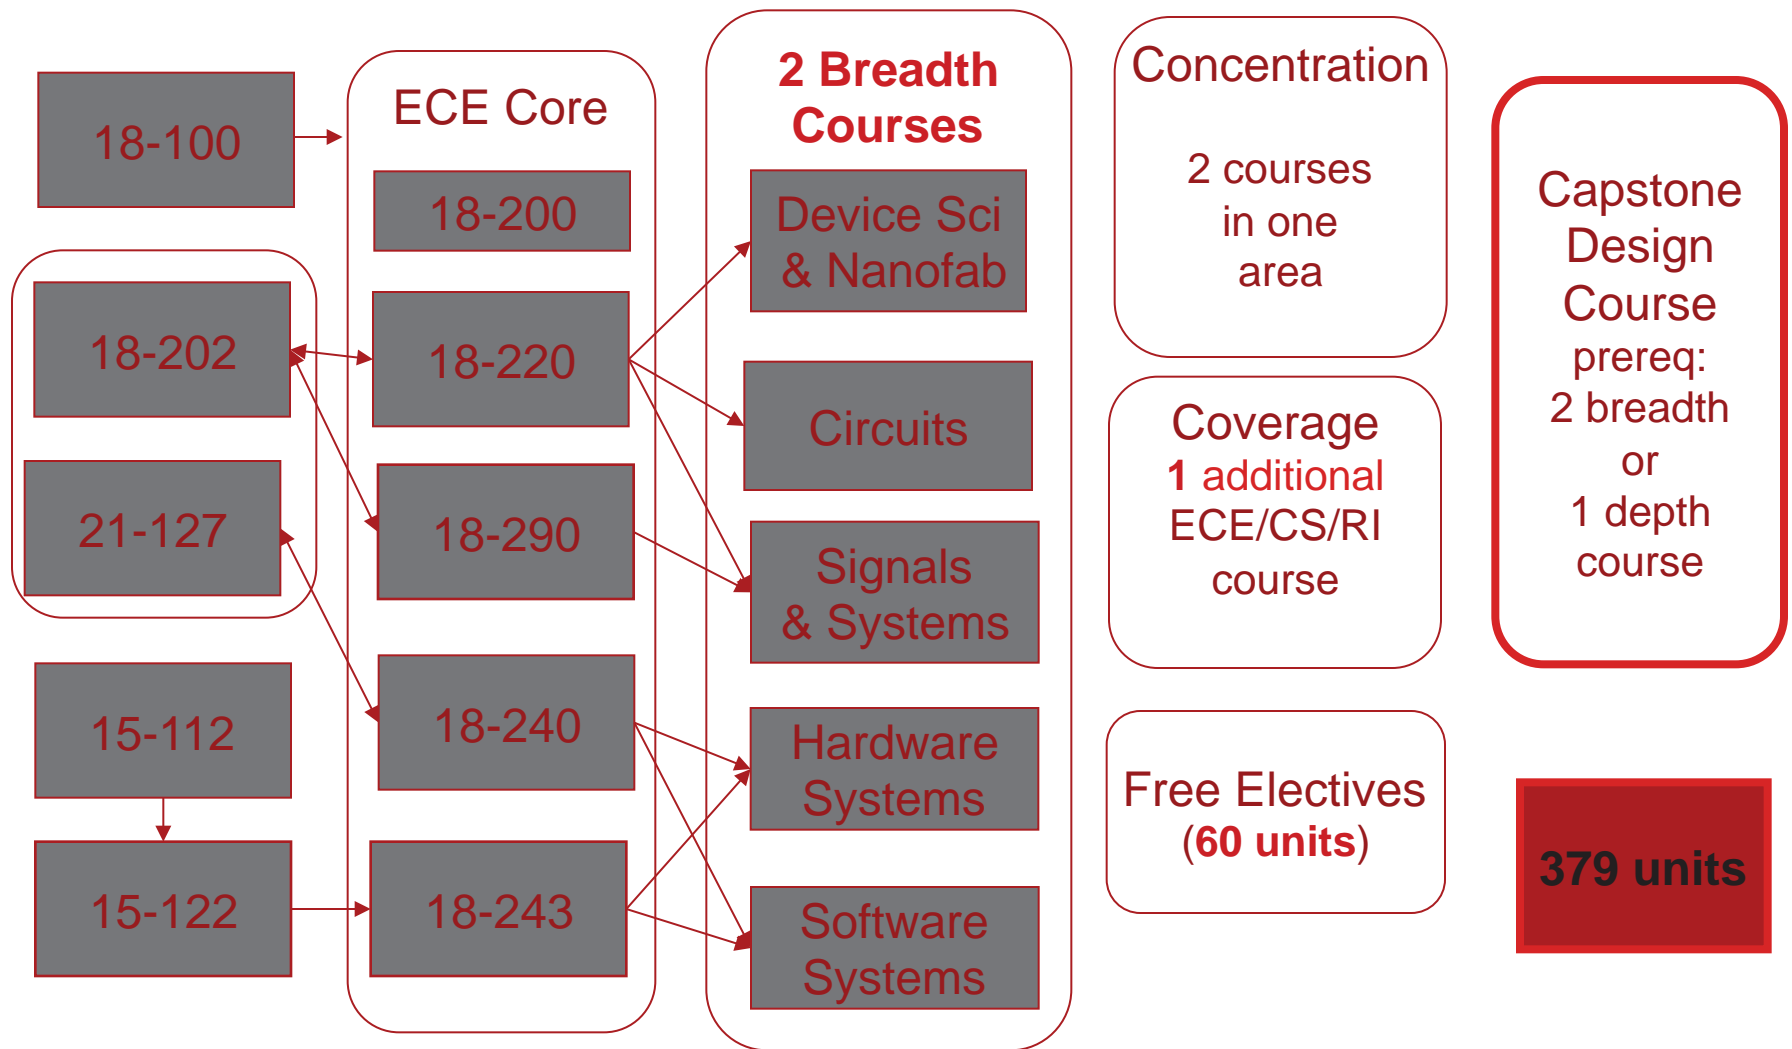 18-100
18-202
21-127
15-112
15-122
ECE Core
18-200
18-220
18-290
18-240
18-243
2 Breadth
Courses
Device Sci
& Nanofab
Circuits
Signals
& Systems
Hardware
Systems
Software
Systems
Concentration
2 courses
in one
area
Coverage
1 additional
ECE/CS/RI
course
Free Electives
(60 units)
Capstone
Design
Course
prereq:
2 breadth
or
1 depth
course
379 units